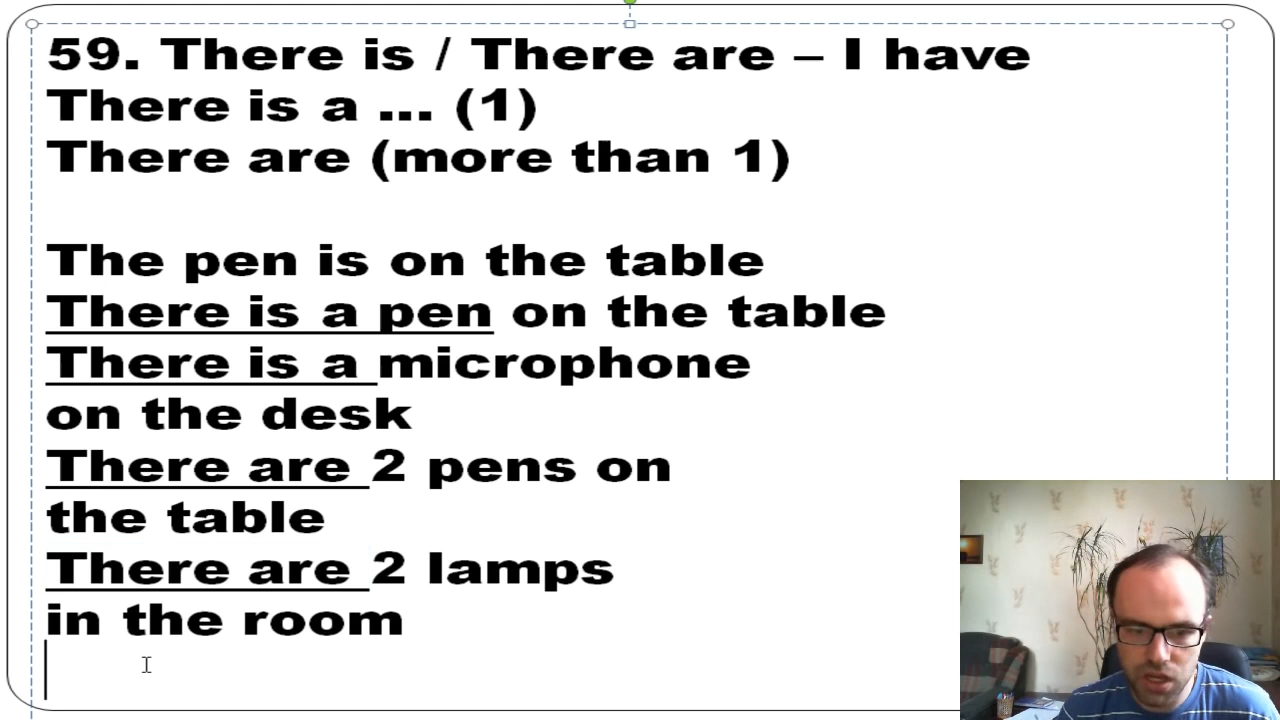 59. There is / There are – I have
There is a ... (1)
There are (more than 1)
The pen is on the table
There is a pen on the table
There is a microphone
on the desk
There are 2 pens on
the table
There are 2 lamps
in the room